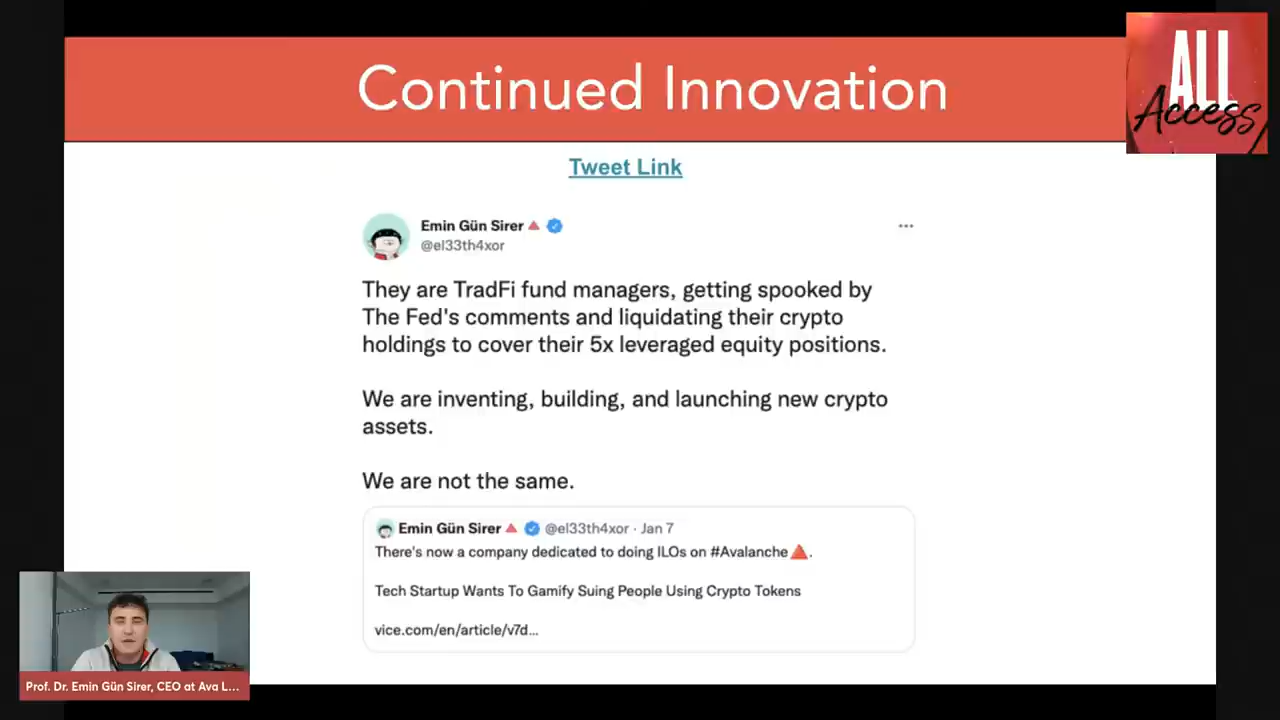 Continued Innovation
ALL
Access
Tweet Link
Emin Gün Sirer
@el33th4xor
They are TradFi fund managers, getting spooked by
The Fed's comments and liquidating their crypto
holdings to cover their 5x leveraged equity positions.
We are inventing, building, and launching new crypto
assets.
We are not the same.
Emin Gün Sirer @el33th4xor · Jan 7
There's now a company dedicated to doing ILOs on #Avalanche🔺.
Tech Startup Wants To Gamify Suing People Using Crypto Tokens
vice.com/en/article/v7d...
Prof. Dr. Emin Gün Sirer, CEO at Ava L...